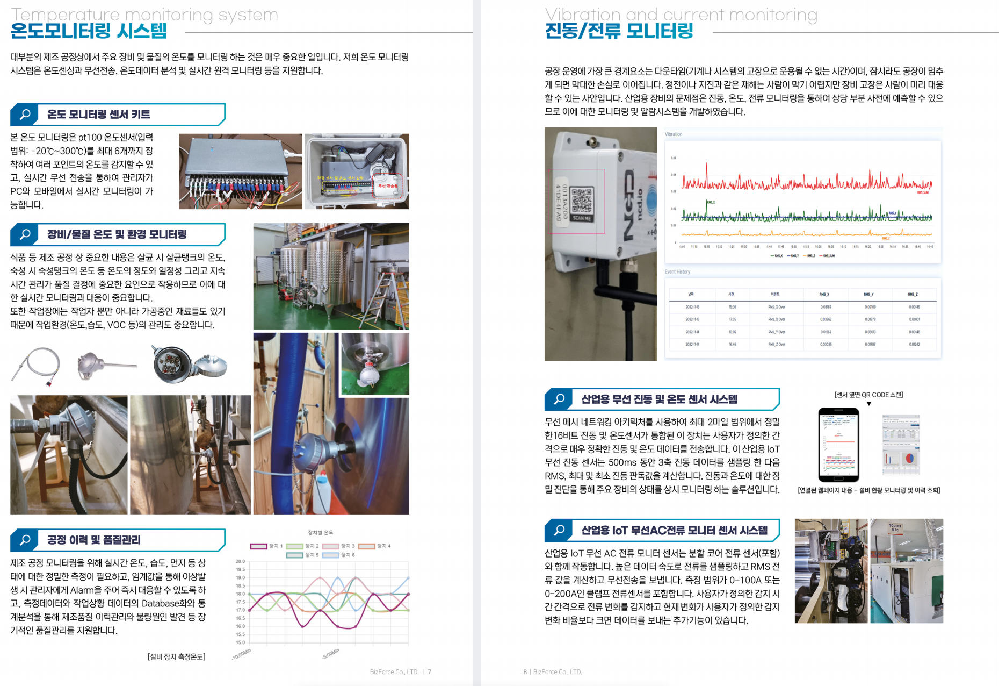 Temperature monitoring system
온도모니터링 시스템
대부분의 제조 공정상에서 주요 장비 및 물질의 온도를 모니터링 하는 것은 매우 중요한 일입니다. 저희 온도 모니터링
시스템은 온도센싱과 무선전송, 온도데이터 분석 및 실시간 원격 모니터링 등을 지원합니다.
온도 모니터링 센서 키트
본 온도 모니터링은 pt100 온도센서(입력
범위: -20℃~300℃)를 최대 6개까지 장
착하여 여러 포인트의 온도를 감지할 수 있
고, 실시간 무선 전송을 통하여 관리자가
PC와 모바일에서 실시간 모니터링이 가
능합니다.
환경 센서 및 온도 센서 입력
무선 전송용
장비/물질 온도 및 환경 모니터링
식품 등 제조 공정 상 중요한 내용은 살균 시 살균탱크의 온도,
숙성 시 숙성탱크의 온도 등 온도의 정도와 일정성 그리고 지속
시간 관리가 품질 결정에 중요한 요인으로 작용하므로 이에 대
한 실시간 모니터링과 대응이 중요합니다.
또한 작업장에는 작업자 뿐만 아니라 가공중인 재료들도 있기
때문에 작업환경(온도,습도, VOC 등)의 관리도 중요합니다.
공정 이력 및 품질관리
제조 공정 모니터링을 위해 실시간 온도, 습도, 먼지 등 상
태에 대한 정밀한 측정이 필요하고, 임계값을 통해 이상발
생 시 관리자에게 Alarm을 주어 즉시 대응할 수 있도록 하
고, 측정데이터와 작업상황 데이터의 Database화와 통
계분석을 통해 제조품질 이력관리와 불량원인 발견 등 장
기적인 품질관리를 지원합니다.
[설비 장치 측정온도]
장치별 온도
장치 1 장치 2 장치 3 장치 4
장치 5 장치 6
20.0
19.5
19.0
18.5
18.0
17.5
17.0
16.5
16.0
15.5
15.0
-10:00Min -5:00Min
BizForce Co., LTD. | 7
Vibration and current monitoring
진동/전류 모니터링
공장 운영에 가장 큰 경계요소는 다운타임(기계나 시스템의 고장으로 운용될 수 없는 시간)이며, 잠시라도 공장이 멈추
게 되면 막대한 손실로 이어집니다. 정전이나 지진과 같은 재해는 사람이 막기 어렵지만 장비 고장은 사람이 미리 대응
할 수 있는 사안입니다. 산업용 장비의 문제점은 진동, 온도, 전류 모니터링을 통하여 상당 부분 사전에 예측할 수 있으
므로 이에 대한 모니터링 및 알람시스템을 개발하였습니다.
0013A200
41DE4FA9
SCAN ME
ncd.io
Vibration
0.05
0.04
0.03
0.02
0.01
0
RMS_SUM
RMS_X
RMS_Y
RMS_Z
15:05 15:10 15:15 15:20 15:25 15:30 15:35 15:40 15:45 15:50 15:55 16:00 16:05 16:10 16:15 16:20 16:25 16:30 16:35 16:40 16:45
RMS_X RMS_Y RMS_Z RMS_SUM
Event History
날짜 시간 이벤트 RMS_X RMS_Y RMS_Z
2022-11-15 15:08 RMS_X Over 0.03169 0.02109 0.00145
2022-11-15 17:35 RMS_X Over 0.03662 0.01878 0.00101
2022-11-14 10:02 RMS_Y Over 0.01262 0.05013 0.00148
2022-11-14 16:46 RMS_Z Over 0.03025 0.01787 0.01242
산업용 무선 진동 및 온도 센서 시스템
무선 메시 네트워킹 아키텍처를 사용하여 최대 2마일 범위에서 정밀
한16비트 진동 및 온도센서가 통합된 이 장치는 사용자가 정의한 간
격으로 매우 정확한 진동 및 온도 데이터를 전송합니다. 이 산업용 IoT
무선 진동 센서는 500ms 동안 3축 진동 데이터를 샘플링 한 다음
RMS, 최대 및 최소 진동 판독값을 계산합니다. 진동과 온도에 대한 정
밀 진단을 통해 주요 장비의 상태를 상시 모니터링 하는 솔루션입니다.
[센서 옆면 QR CODE 스캔]
▼
[연결된 웹페이지 내용 - 설비 현황 모니터링 및 이력 조회]
산업용 IoT 무선AC전류 모니터 센서 시스템
산업용 IoT 무선 AC 전류 모니터 센서는 분할 코어 전류 센서(포함)
와 함께 작동합니다. 높은 데이터 속도로 전류를 샘플링하고 RMS 전
류 값을 계산하고 무선전송을 보냅니다. 측정 범위가 0-100A 또는
0-200A인 클램프 전류센서를 포함합니다. 사용자가 정의한 감지 시
간 간격으로 전류 변화를 감지하고 현재 변화가 사용자가 정의한 감지
변화 비율보다 크면 데이터를 보내는 추가기능이 있습니다.
SOLDER
M/C
8 | BizForce Co., LTD.